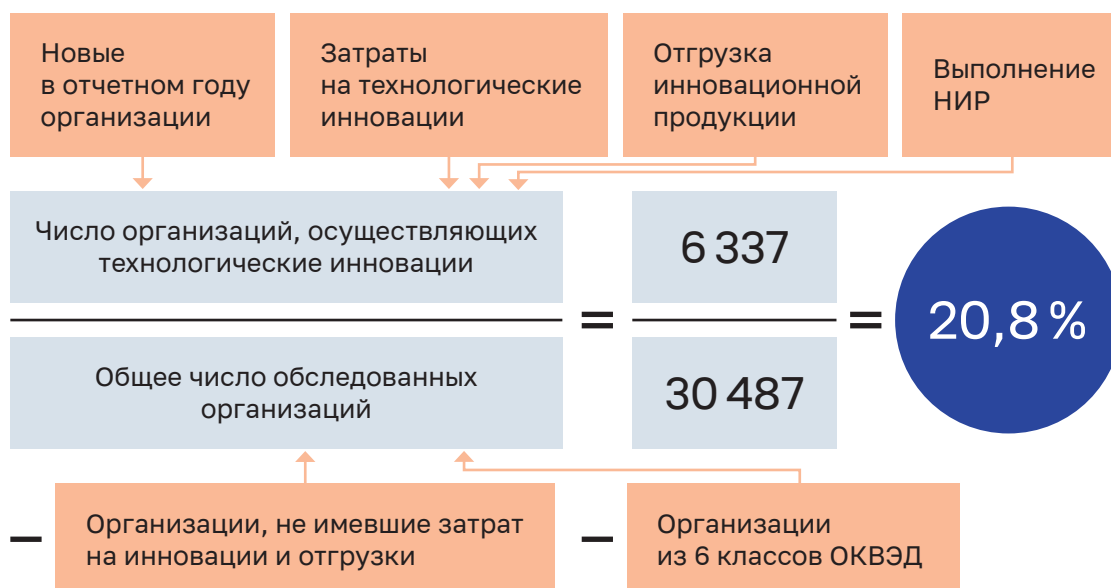 Новые
в отчетном году
организации
Затраты
на технологические
инновации
Отгрузка
инновационной
продукции
Выполнение
НИР
Число организаций, осуществляющих
технологические инновации
=
6 337
=
20,8 %
Общее число обследованных
организаций
30 487
– Организации, не имевшие затрат
на инновации и отгрузки
– Организации
из 6 классов ОКВЭД